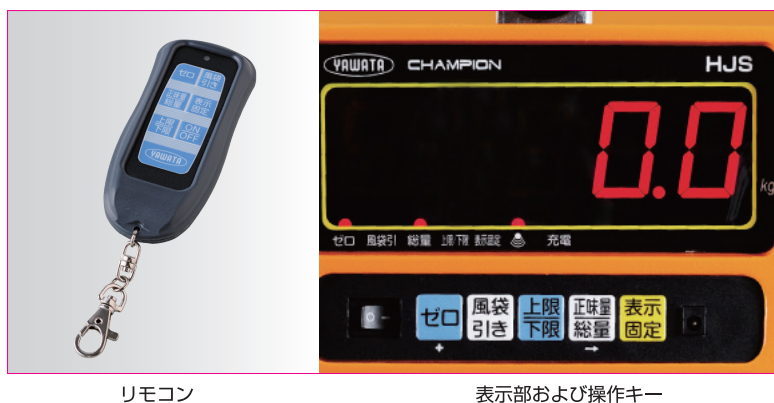 ゼロ 風袋引き
正味量 総量 表示固定
上限 下限 ON OFF
YAWATA
リモコン
YAWATA CHAMPION HJS
0.0
kg
ゼロ 風袋引 総量 上限/下限 表示固定 充電
ゼロ 風袋引き 上限 下限 正味量 総量 表示固定
+ →
表示部および操作キー